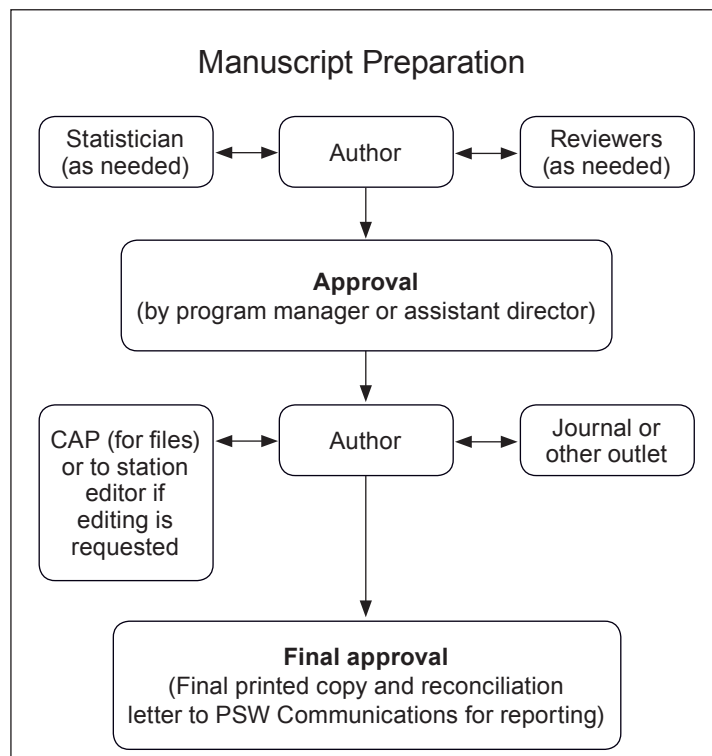 Manuscript Preparation
Statistician
(as needed)
Author
Reviewers
(as needed)
Approval
(by program manager or assistant director)
CAP (for files)
or to station
editor if
editing is
requested
Author
Journal or
other outlet
Final approval
(Final printed copy and reconciliation
letter to PSW Communications for reporting)